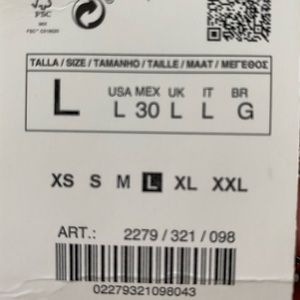 FSC
TALLA / SIZE / TAMANHO / TAILLE / MAAT / ΜΕΓΕΘΟΣ
L
USA MEX UK IT BR
L 30 L L G
XS S M L XL XXL
ART.: 2279 / 321 / 098
02279321098043